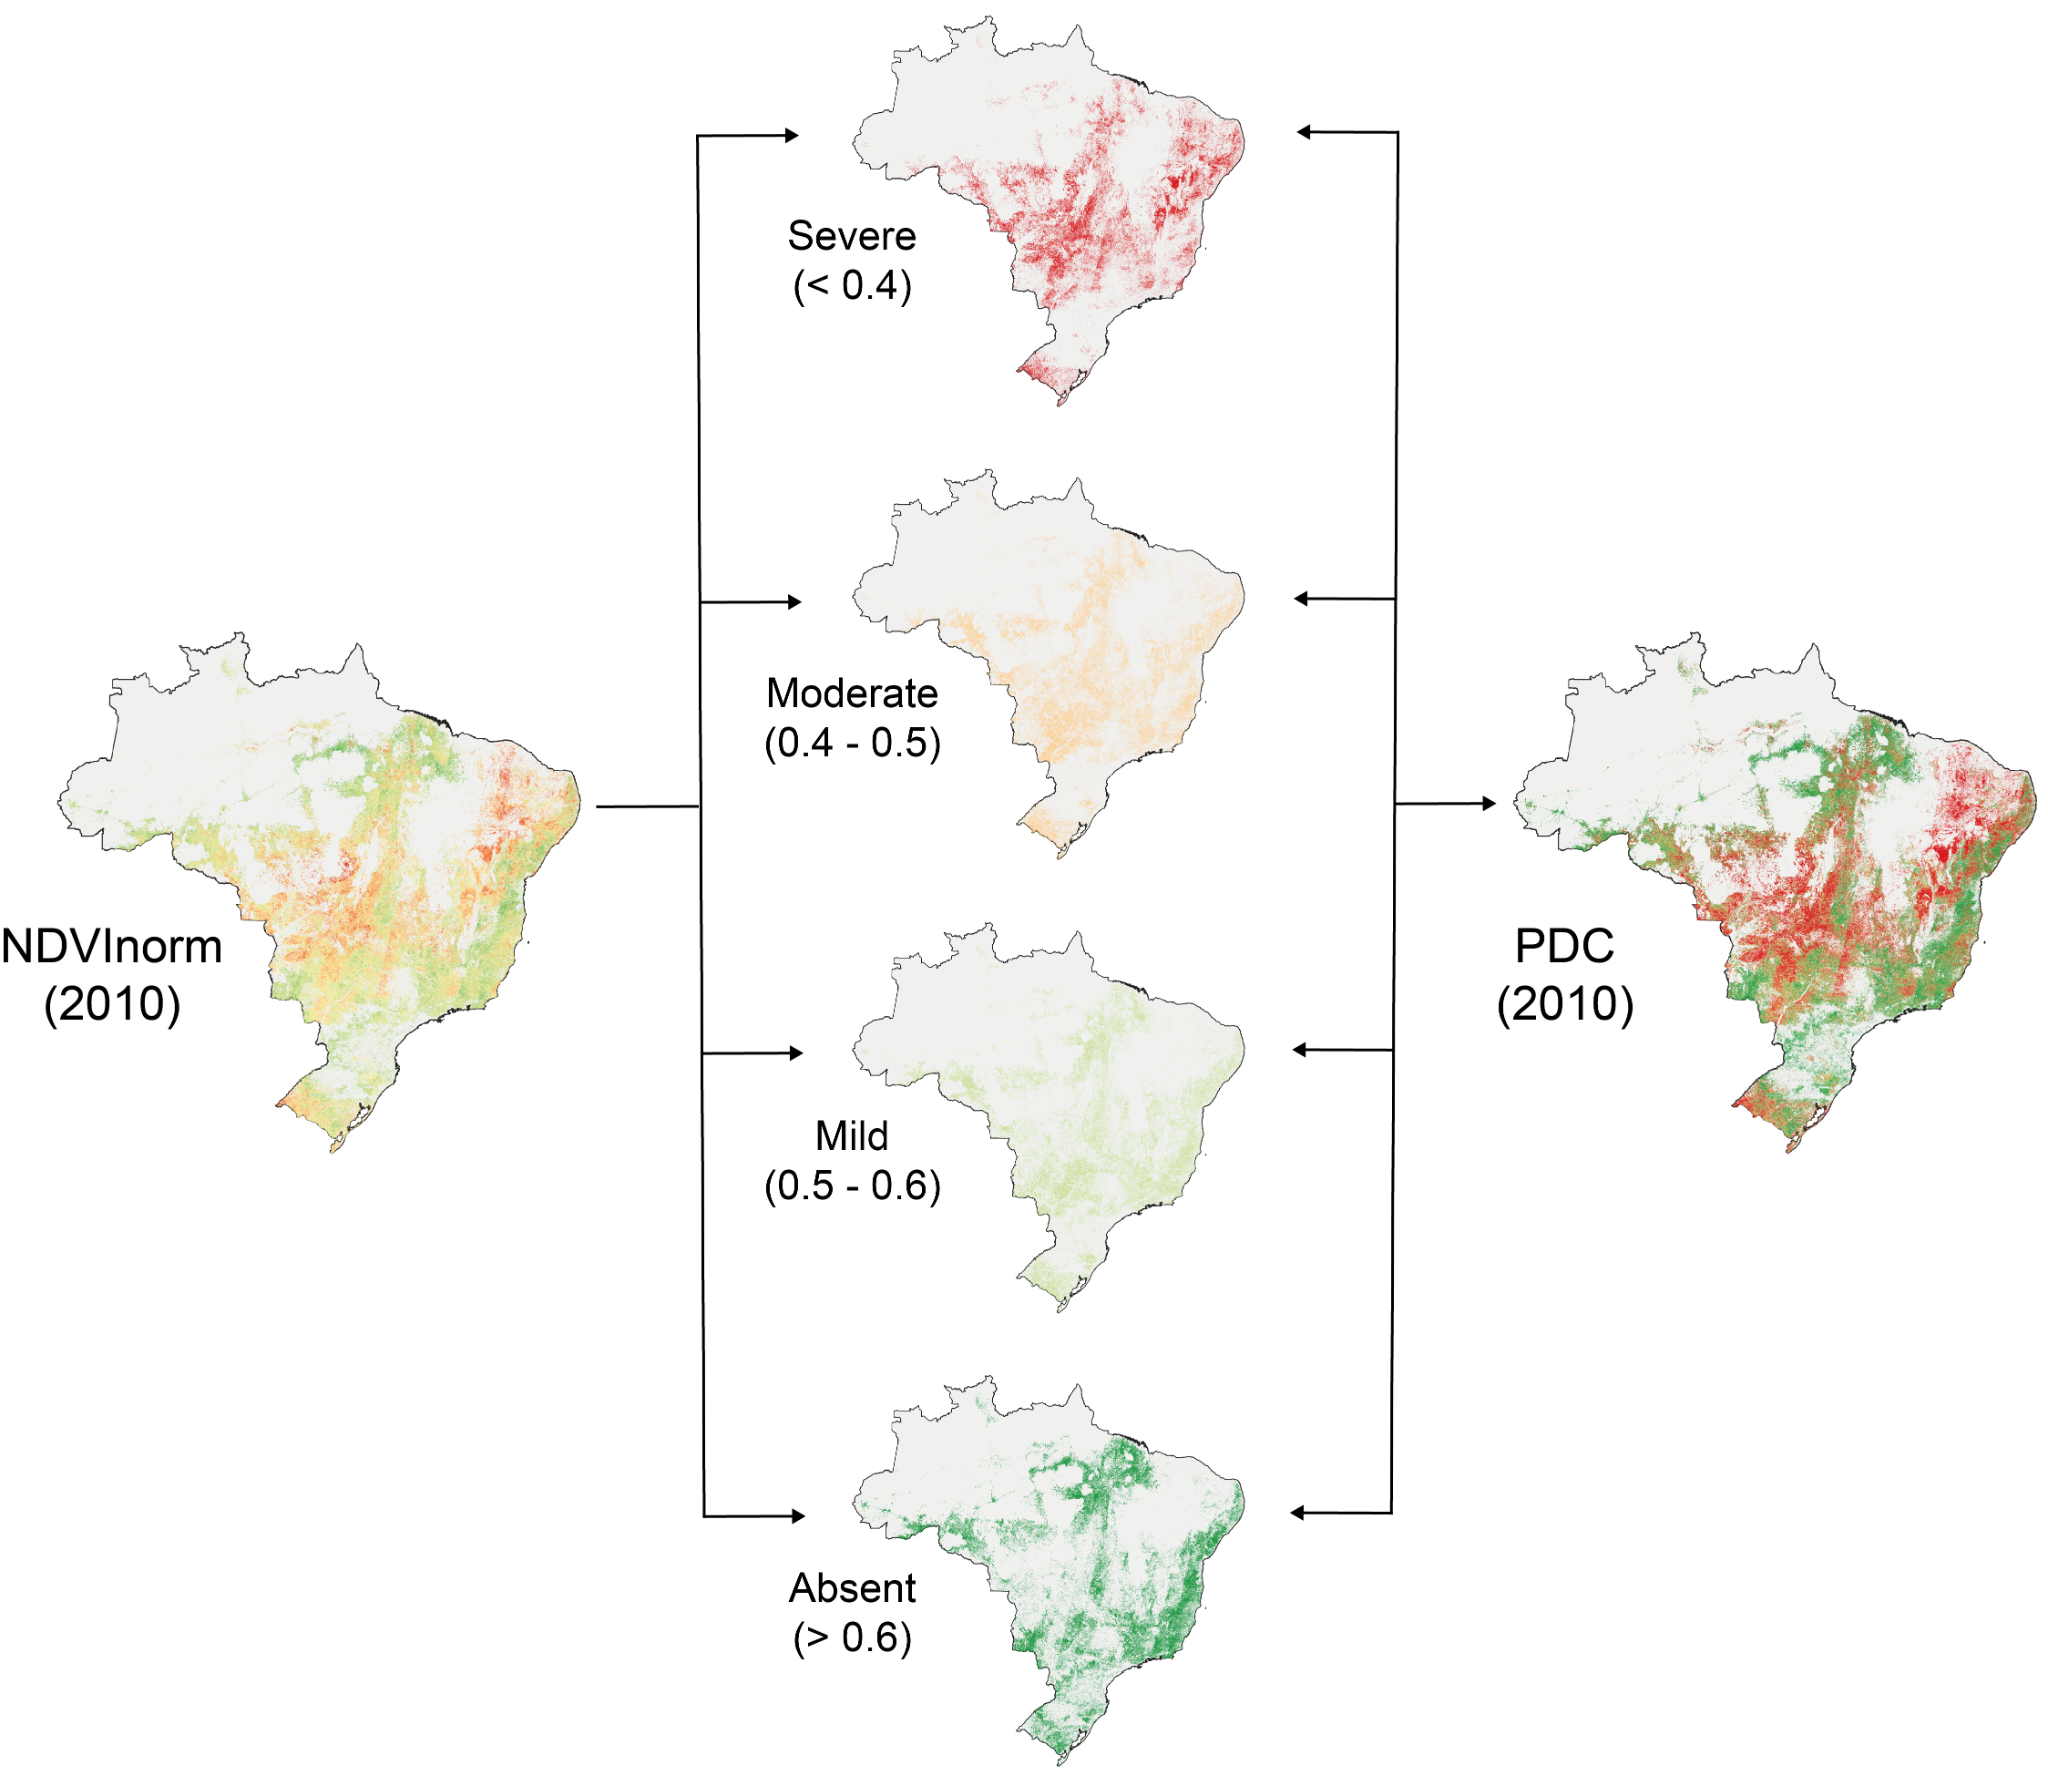 Severe
(< 0.4)
Moderate
(0.4 - 0.5)
NDVInorm
(2010)
PDC
(2010)
Mild
(0.5 - 0.6)
Absent
(> 0.6)